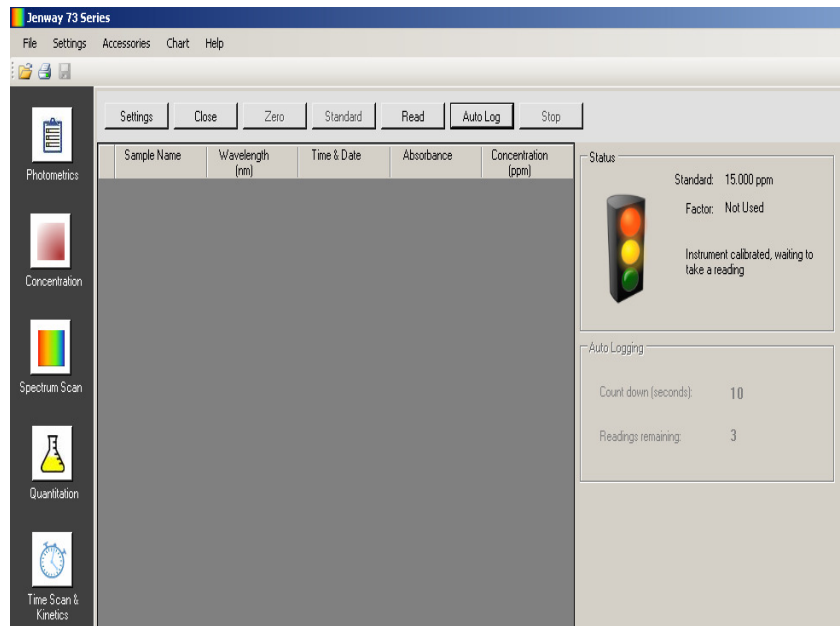 Jenway 73 Series
File Settings Accessories Chart Help
Settings Close Zero Standard Read Auto Log Stop
Photometrics
Concentration
Spectrum Scan
Quantitation
Time Scan &
Kinetics
Sample Name Wavelength Time & Date Absorbance Concentration
(nm) (ppm)
Status
Standard: 15.000 ppm
Factor: Not Used
Instrument calibrated, waiting to
take a reading
Auto Logging
Count down (seconds): 10
Readings remaining: 3